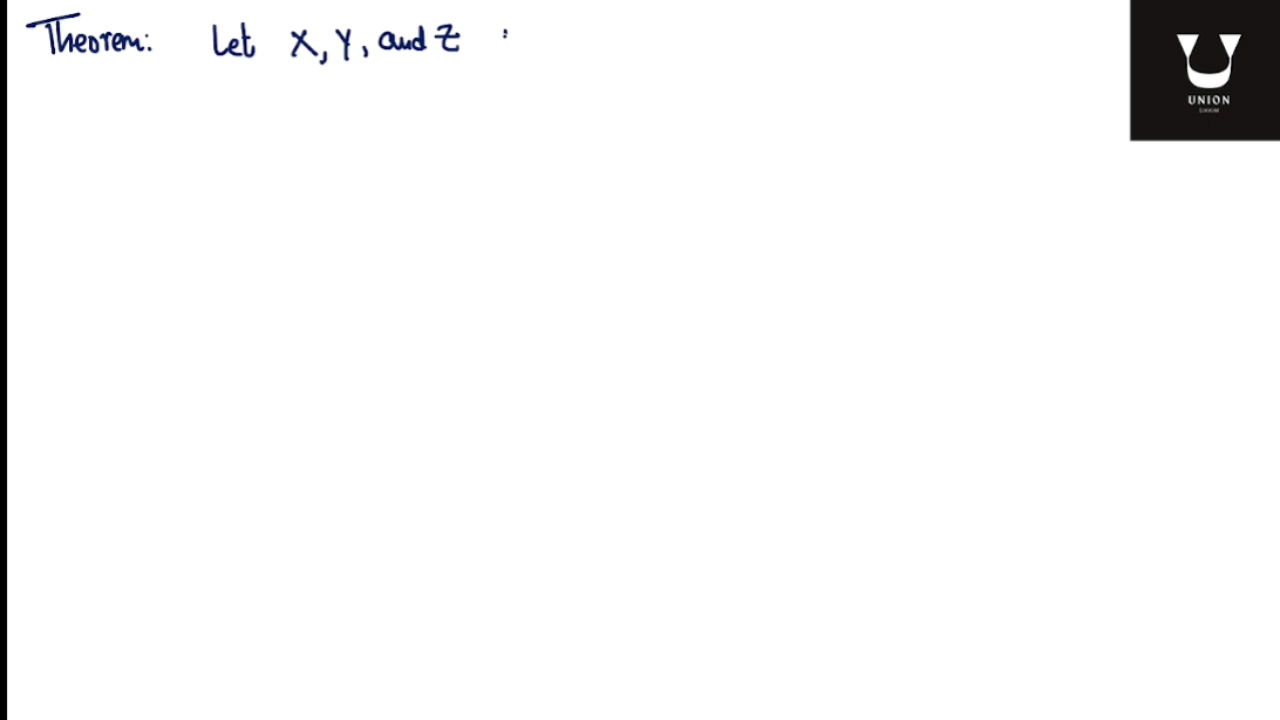 Theorem: Let X, Y, and Z
UNION